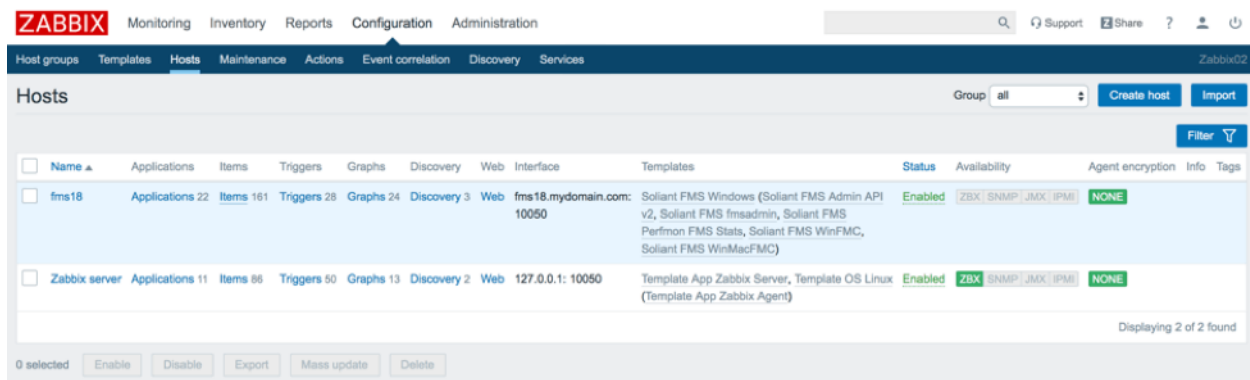 ZABBIX Monitoring Inventory Reports Configuration Administration Support Z Share ?
Host groups Templates Hosts Maintenance Actions Event correlation Discovery Services Zabbix02
Hosts Group all Create host Import
Filter
Name Applications Items Triggers Graphs Discovery Web Interface Templates Status Availability Agent encryption Info Tags
fms18 Applications 22 Items 161 Triggers 28 Graphs 24 Discovery 3 Web fms18.mydomain.com: Soliant FMS Windows (Soliant FMS Admin API Enabled ZBX SNMP JMX IPMI NONE
10050 v2, Soliant FMS fmsadmin, Soliant FMS
Perfmon FMS Stats, Soliant FMS WinFMC,
Soliant FMS WinMacFMC)
Zabbix server Applications 11 Items 86 Triggers 50 Graphs 13 Discovery 2 Web 127.0.0.1: 10050 Template App Zabbix Server, Template OS Linux Enabled ZBX SNMP JMX IPMI NONE
(Template App Zabbix Agent)
Displaying 2 of 2 found
0 selected Enable Disable Export Mass update Delete